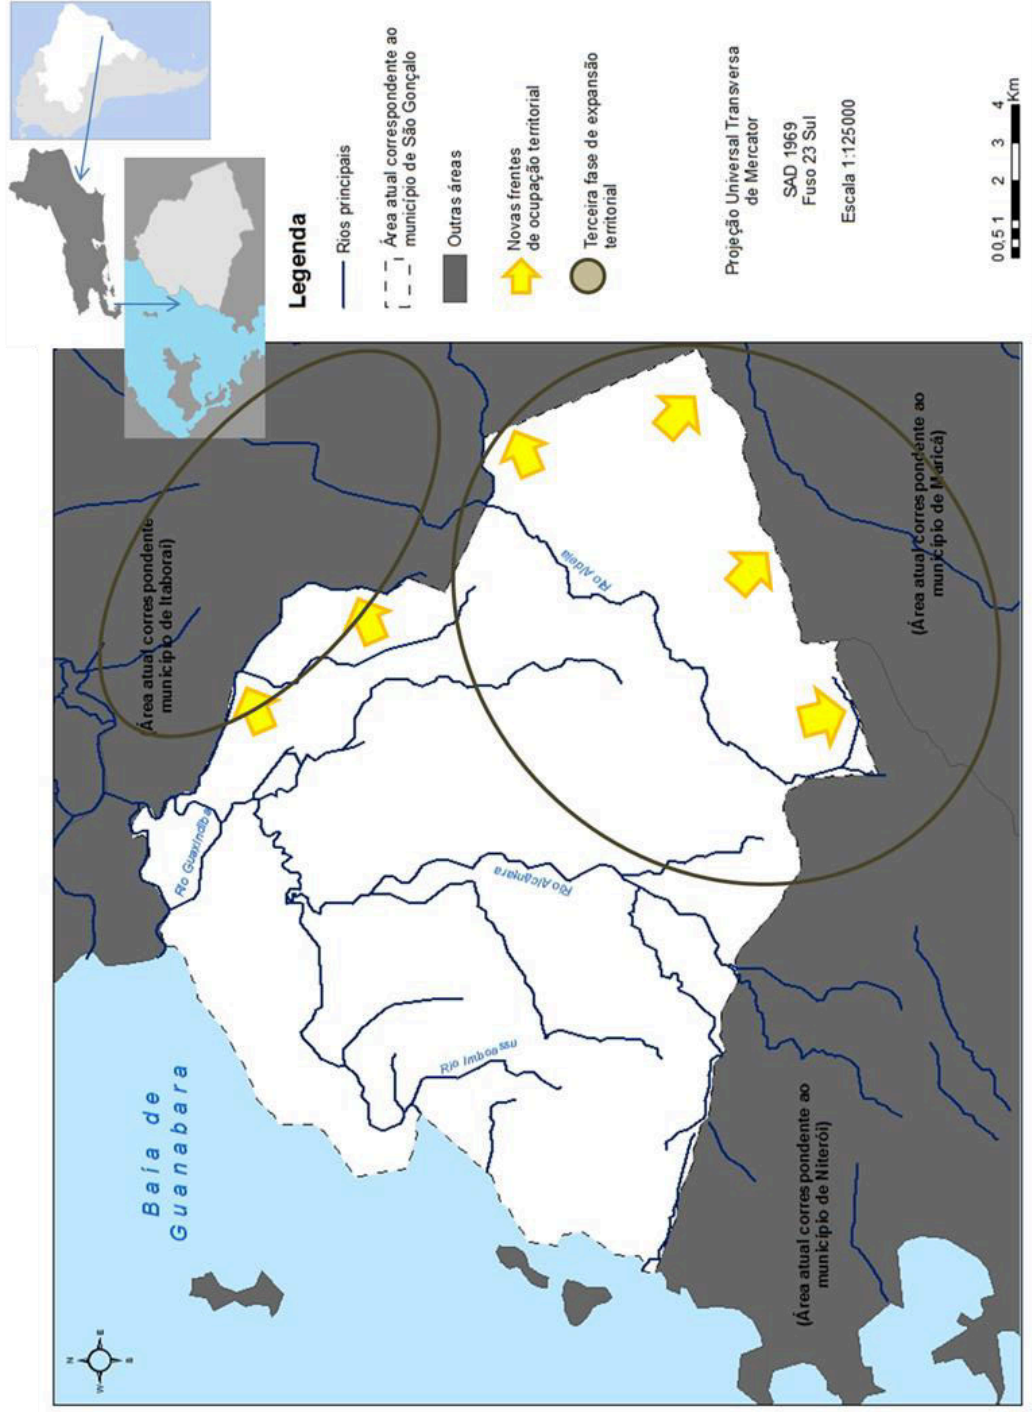 Área atual correspondente
município de Itaboraí)
Rio Guaxindiba
Baía de
Guanabara
Rio Aldeia
Rio Alcântara
Rio Imboassu
(Área atual correspondente ao
município de Maricá)
(Área atual correspondente ao
município de Niterói)
N
W
E
S
Legenda
Rios principais
Área atual correspondente ao
município de São Gonçalo
Outras áreas
Novas frentes
de ocupação territorial
Terceira fase de expansão
territorial
Projeção Universal Transversa
de Mercator
SAD 1969
Fuso 23 Sul
Escala 1:125000
0 0,5 1 2 3 4
Km